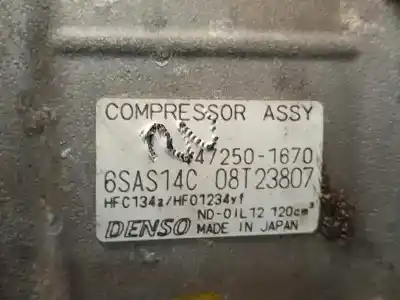 COMPRESSOR ASSY
47250-1670
6SAS14C 08T23807
HFC134a/HFO1234yf
ND-OIL12 120cm³
DENSO MADE IN JAPAN